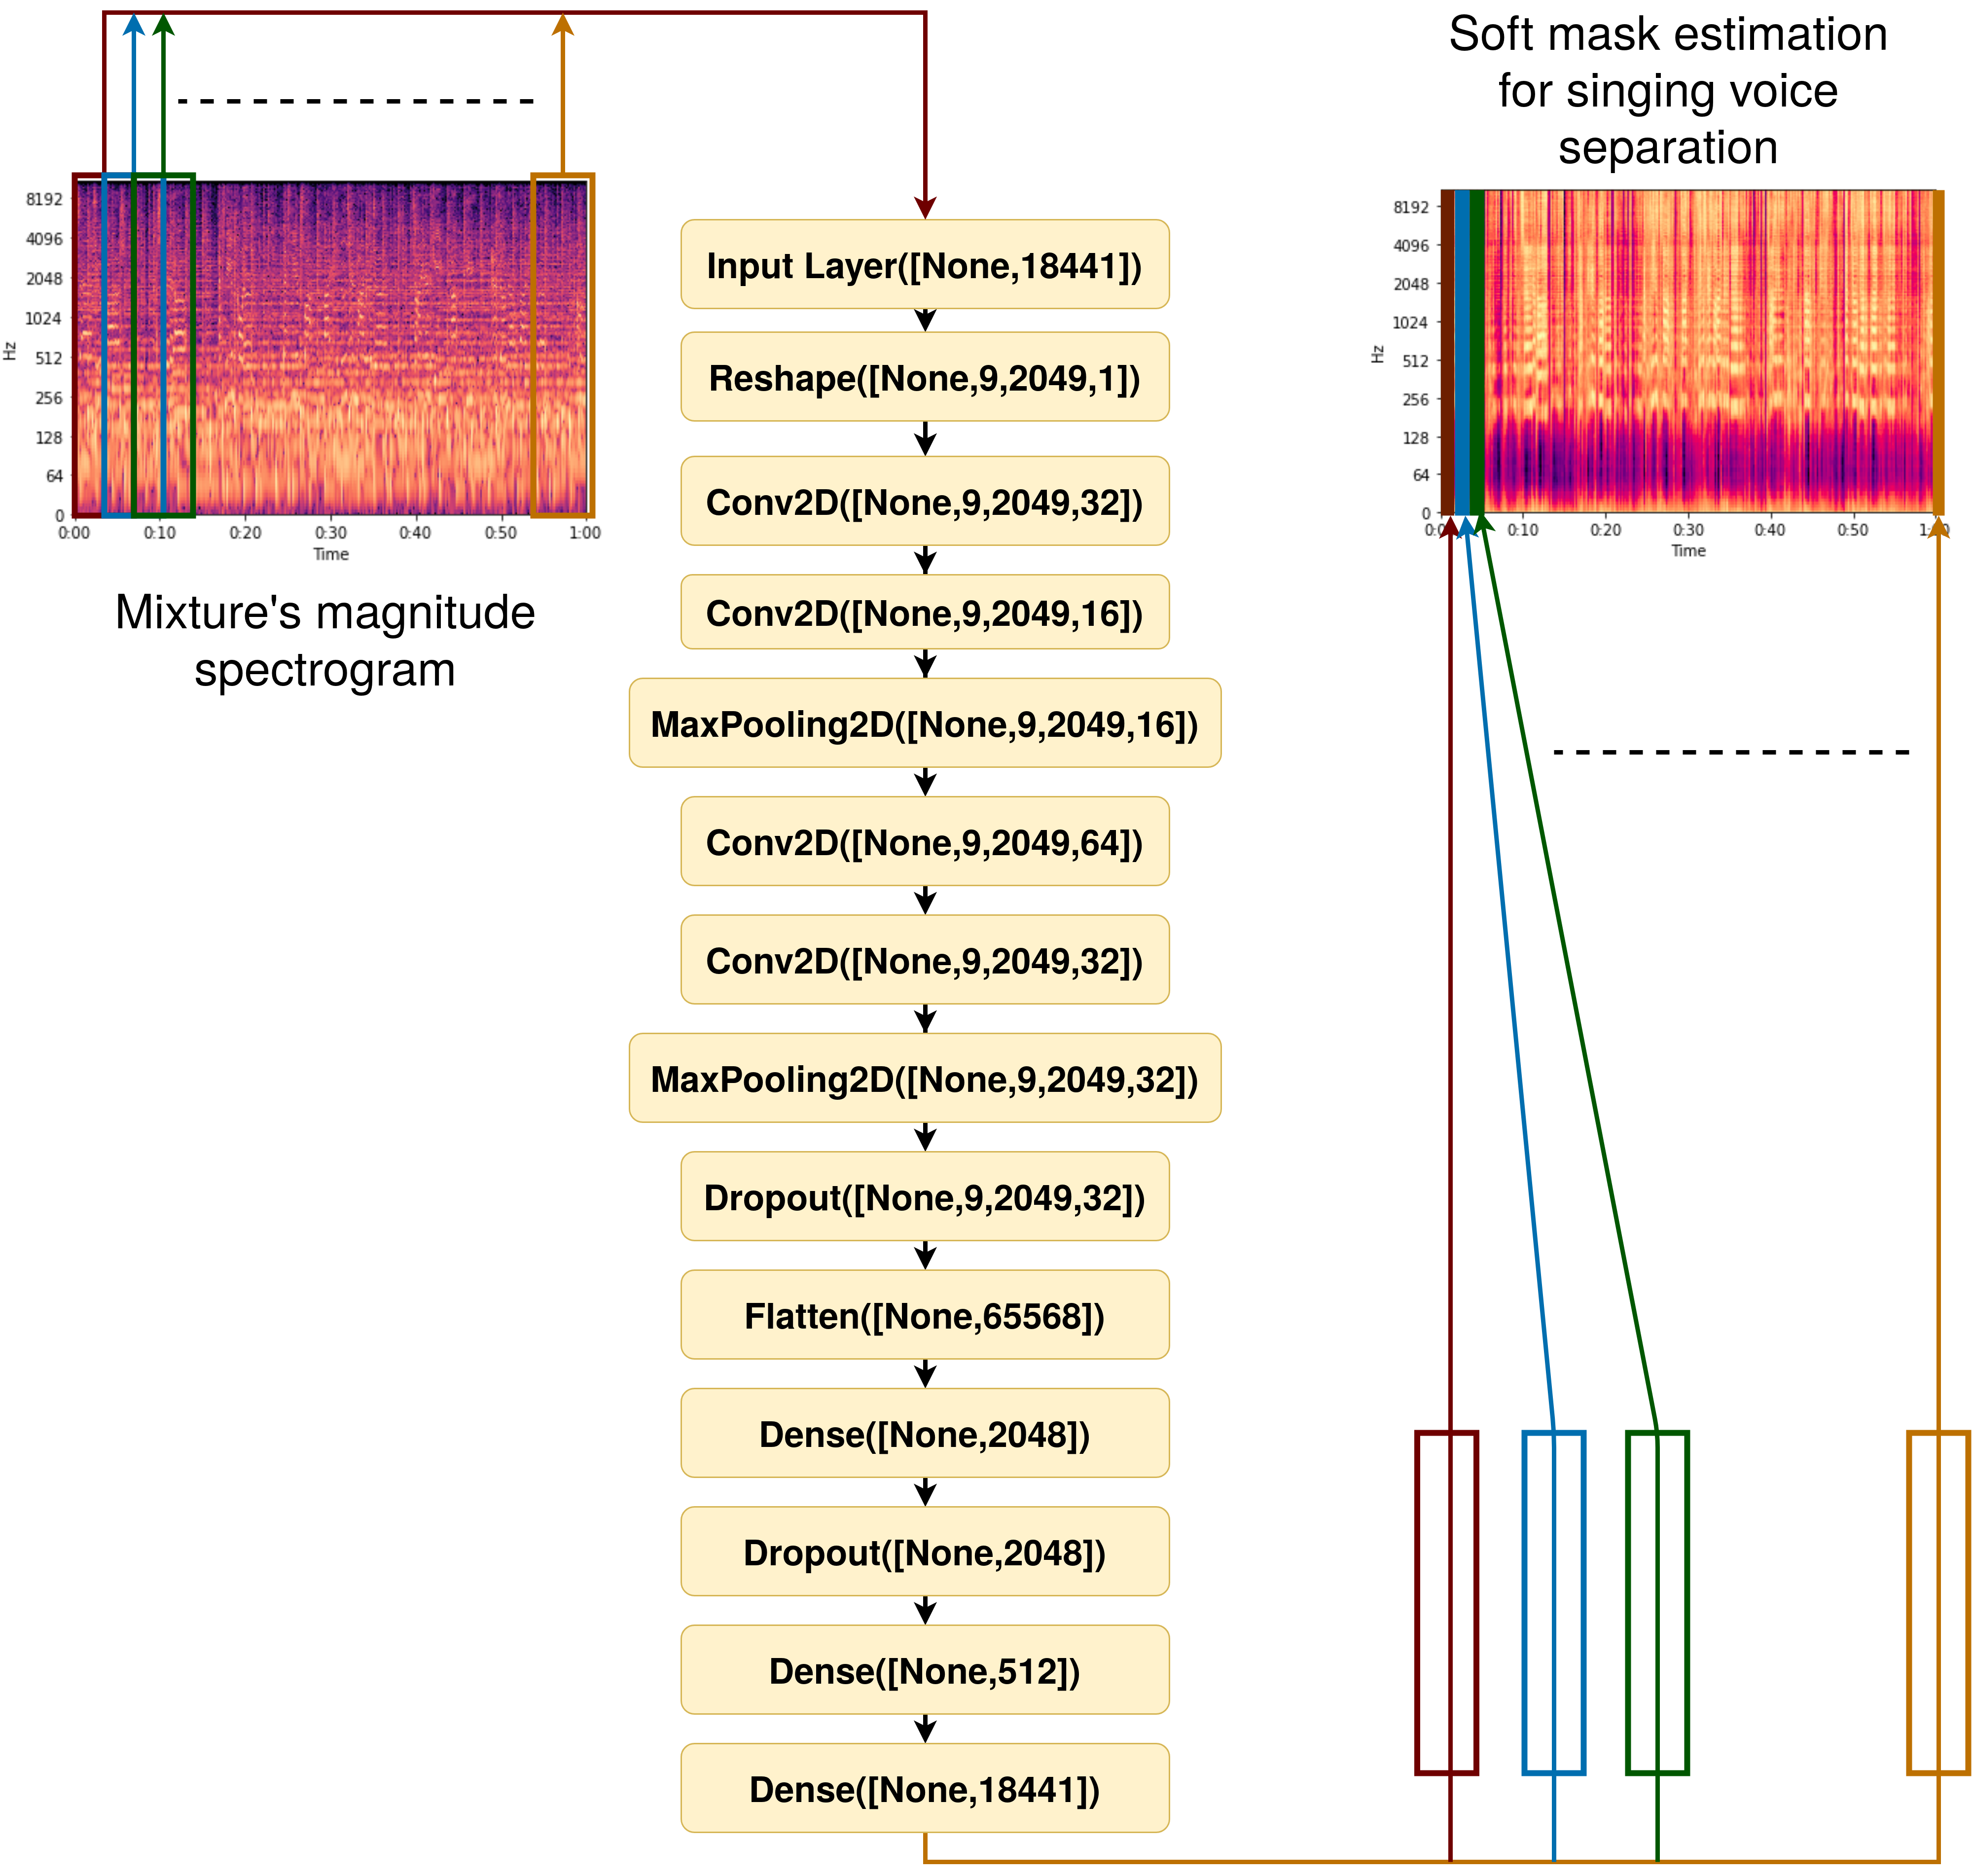 Soft mask estimation
for singing voice
separation
8192
4096
2048
1024
512
256
128
64
0
Hz
0:00
0:10
0:20
0:30
0:40
0:50
1:00
Time
Mixture's magnitude
spectrogram
Input Layer([None,18441])
Reshape([None,9,2049,1])
Conv2D([None,9,2049,32])
Conv2D([None,9,2049,16])
MaxPooling2D([None,9,2049,16])
Conv2D([None,9,2049,64])
Conv2D([None,9,2049,32])
MaxPooling2D([None,9,2049,32])
Dropout([None,9,2049,32])
Flatten([None,65568])
Dense([None,2048])
Dropout([None,2048])
Dense([None,512])
Dense([None,18441])
8192
4096
2048
1024
512
256
128
64
0
Hz
0:10
0:20
0:30
0:40
0:50
Time